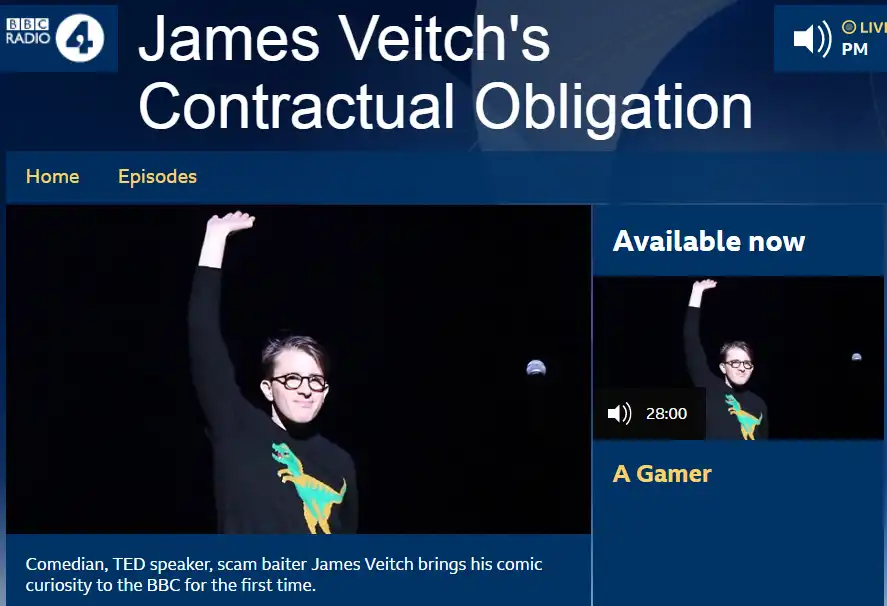 BBC
RADIO 4
James Veitch's
Contractual Obligation
LIV
PM
Home
Episodes
Available now
28:00
A Gamer
Comedian, TED speaker, scam baiter James Veitch brings his comic
curiosity to the BBC for the first time.